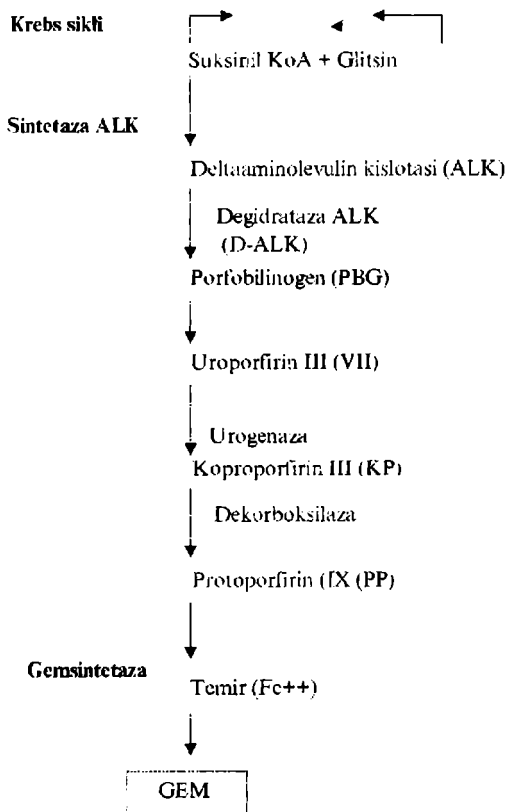 Krebs sikli
Suksinil KoA + Glitsin
Sintetaza ALK
Deltaaminolevulin kislotasi (ALK)
Degidrataza ALK
(D-ALK)
Porfobilinogen (PBG)
Uroporfirin III (VII)
Urogenaza
Koproporfirin III (KP)
Dekorboksilaza
Protoporfirin (IX (PP)
Gemsintetaza
Temir (Fe++)
GEM